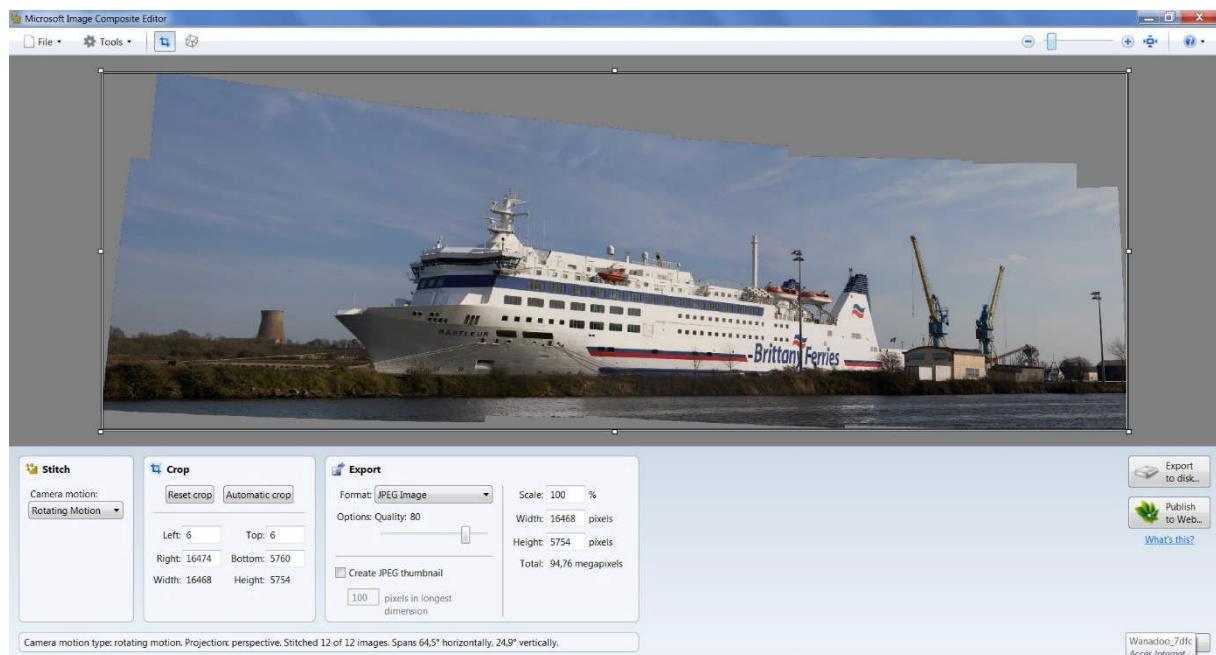 Microsoft Image Composite Editor
File Tools
BARFLEUR
Brittany Ferries
Stitch
Camera motion:
Rotating Motion
Crop
Reset crop Automatic crop
Left: 6 Top: 6
Right: 16474 Bottom: 5760
Width: 16468 Height: 5754
Export
Format: JPEG Image
Options: Quality: 80
Create JPEG thumbnail
100 pixels in longest
dimension
Scale: 100 %
Width: 16468 pixels
Height: 5754 pixels
Total: 94,76 megapixels
Export
to disk...
Publish
to Web...
What's this?
Camera motion type: rotating motion. Projection: perspective. Stitched 12 of 12 images. Spans 64,5° horizontally, 24,9° vertically.
Wanadoo_7dfc
Accès Internet